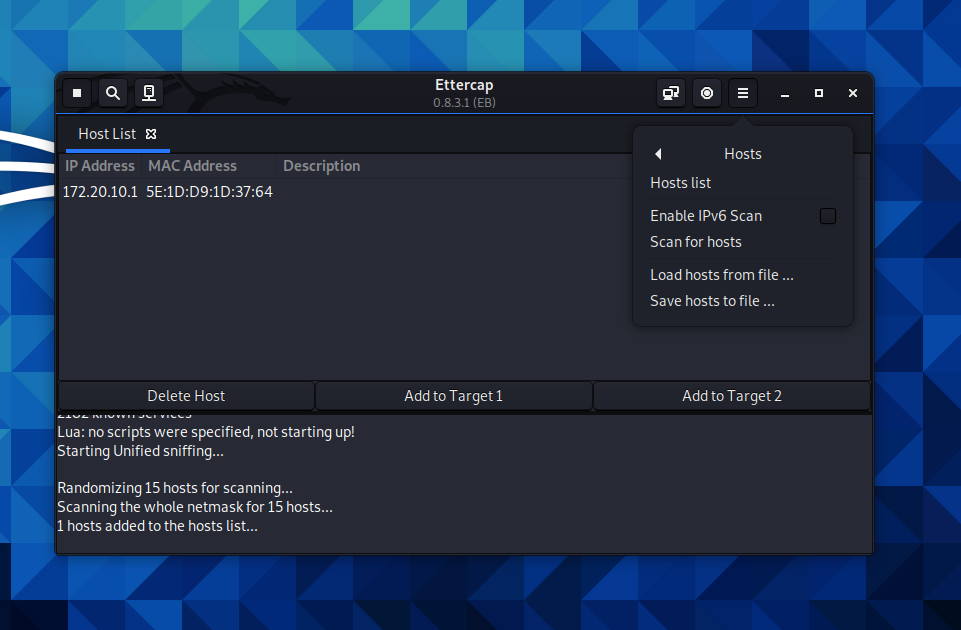 Ettercap
0.8.3.1 (EB)
Host List
IP Address MAC Address Description
172.20.10.1 5E:1D:D9:1D:37:64
Hosts
Hosts list
Enable IPv6 Scan
Scan for hosts
Load hosts from file ...
Save hosts to file ...
Delete Host Add to Target 1 Add to Target 2
2182 known services
Lua: no scripts were specified, not starting up!
Starting Unified sniffing...
Randomizing 15 hosts for scanning...
Scanning the whole netmask for 15 hosts...
1 hosts added to the hosts list...